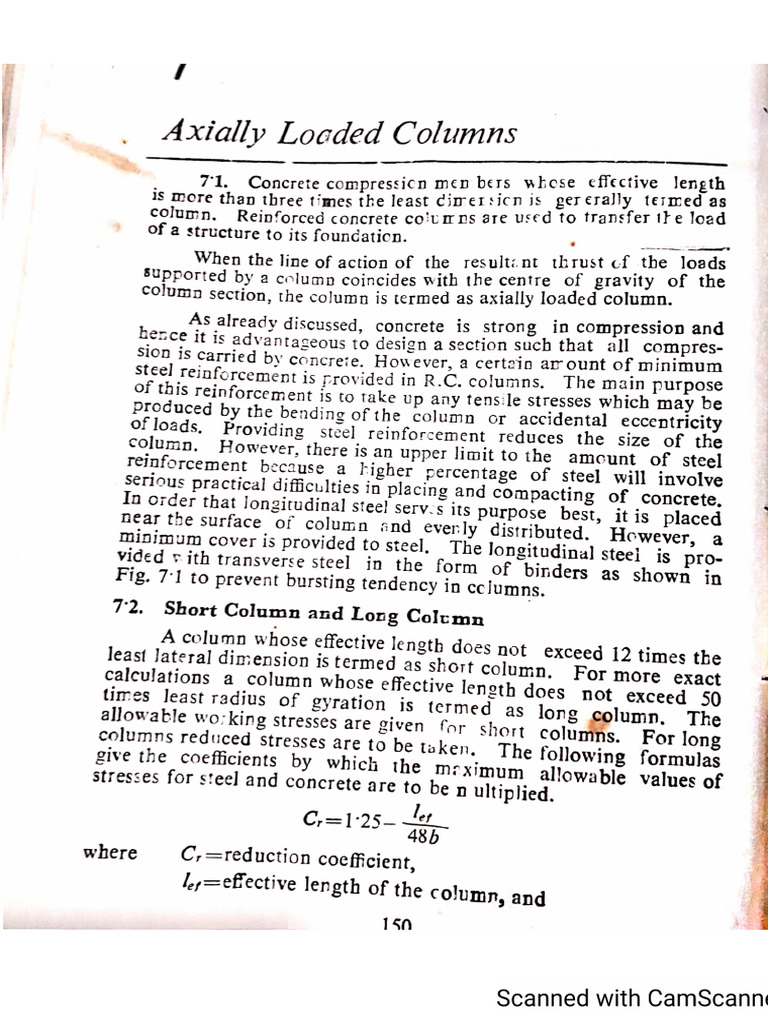 Axially Loaded Columns
7·1. Concrete compression members whose effective length
is more than three times the least dimension is generally termed as
column. Reinforced concrete columns are used to transfer the load
of a structure to its foundation.
When the line of action of the resultant thrust of the loads
supported by a column coincides with the centre of gravity of the
column section, the column is termed as axially loaded column.
As already discussed, concrete is strong in compression and
hence it is advantageous to design a section such that all compres-
sion is carried by concrete. However, a certain amount of minimum
steel reinforcement is provided in R.C. columns. The main purpose
of this reinforcement is to take up any tensile stresses which may be
produced by the bending of the column or accidental eccentricity
of loads. Providing steel reinforcement reduces the size of the
column. However, there is an upper limit to the amount of steel
reinforcement because a higher percentage of steel will involve
serious practical difficulties in placing and compacting of concrete.
In order that longitudinal steel serves its purpose best, it is placed
near the surface of column and evenly distributed. However, a
minimum cover is provided to steel. The longitudinal steel is pro-
vided with transverse steel in the form of binders as shown in
Fig. 7·1 to prevent bursting tendency in columns.
7·2. Short Column and Long Column
A column whose effective length does not exceed 12 times the
least lateral dimension is termed as short column. For more exact
calculations a column whose effective length does not exceed 50
times least radius of gyration is termed as long column. The
allowable working stresses are given for short columns. For long
columns reduced stresses are to be taken. The following formulas
give the coefficients by which the maximum allowable values of
stresses for steel and concrete are to be multiplied.
Cr=1·25− lef/48b
where Cr=reduction coefficient,
lef=effective length of the column, and
150
Scanned with CamScanne